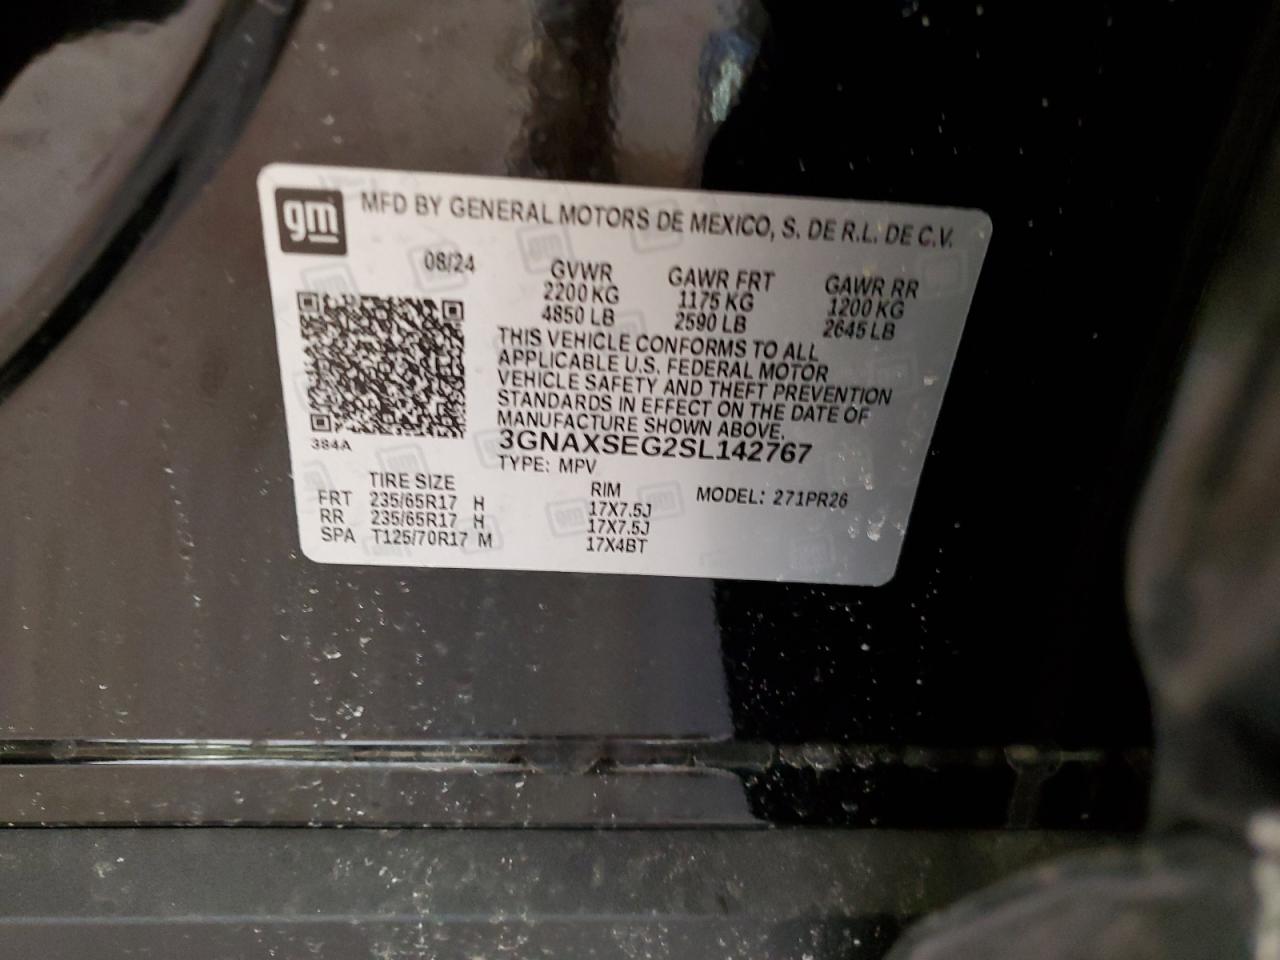 gm MFD BY GENERAL MOTORS DE MEXICO, S. DE R.L. DE C.V.
08/24 GVWR GAWR FRT GAWR RR
2200 KG 1175 KG 1200 KG
4850 LB 2590 LB 2645 LB
THIS VEHICLE CONFORMS TO ALL
APPLICABLE U.S. FEDERAL MOTOR
VEHICLE SAFETY AND THEFT PREVENTION
STANDARDS IN EFFECT ON THE DATE OF
MANUFACTURE SHOWN ABOVE.
384A
3GNAXSEG2SL142767
TYPE: MPV
TIRE SIZE RIM MODEL: 271PR26
FRT 235/65R17 H 17X7.5J
RR 235/65R17 H 17X7.5J
SPA T125/70R17 M 17X4BT